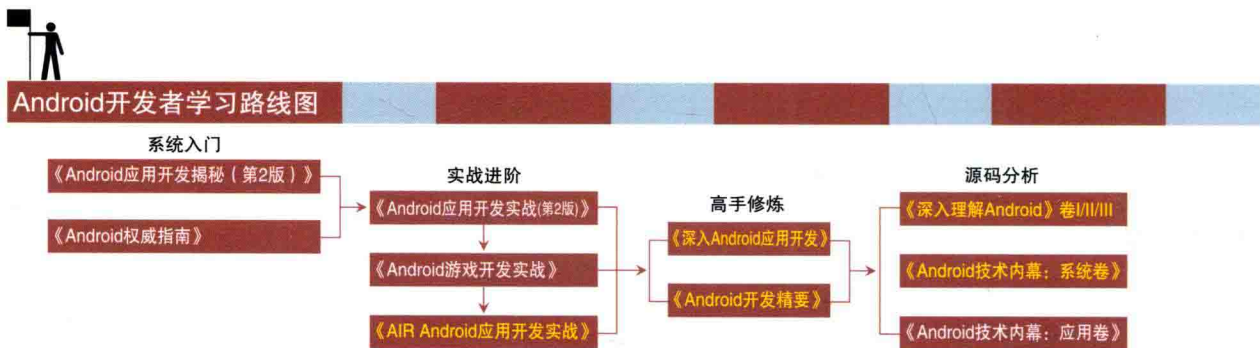 Android开发者学习路线图
系统入门
《Android应用开发揭秘（第2版）》
《Android权威指南》
实战进阶
《Android应用开发实战(第2版)》
《Android游戏开发实战》
《AIR Android应用开发实战》
高手修炼
《深入Android应用开发》
《Android开发精要》
源码分析
《深入理解Android》卷I/II/III
《Android技术内幕：系统卷》
《Android技术内幕：应用卷》